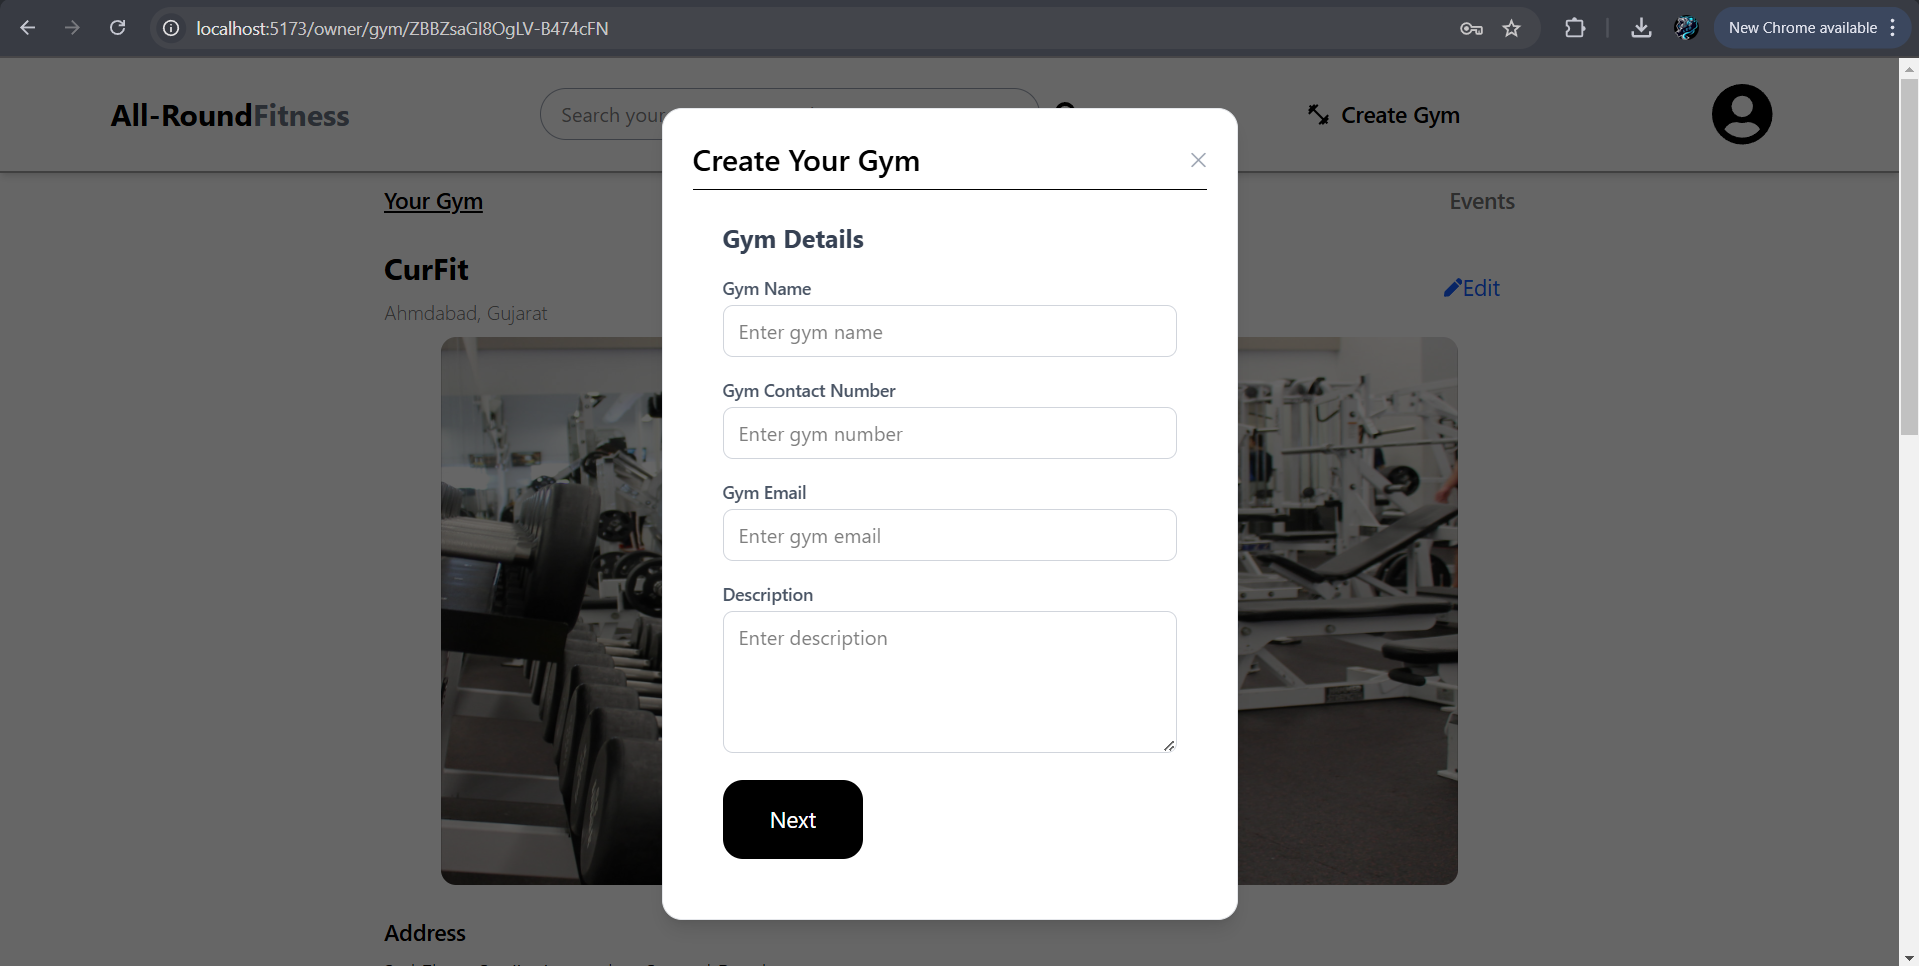 localhost:5173/owner/gym/ZBBZsaGI8OgLV-B474cFN
New Chrome available
All-RoundFitness
Search your
Create Gym
Create Your Gym
Your Gym
Events
Gym Details
CurFit
Edit
Ahmdabad, Gujarat
Gym Name
Enter gym name
Gym Contact Number
Enter gym number
Gym Email
Enter gym email
Description
Enter description
Next
Address